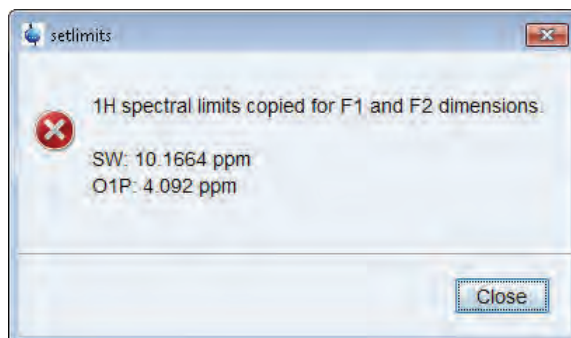 setlimits
1H spectral limits copied for F1 and F2 dimensions.
SW: 10.1664 ppm
O1P: 4.092 ppm
Close